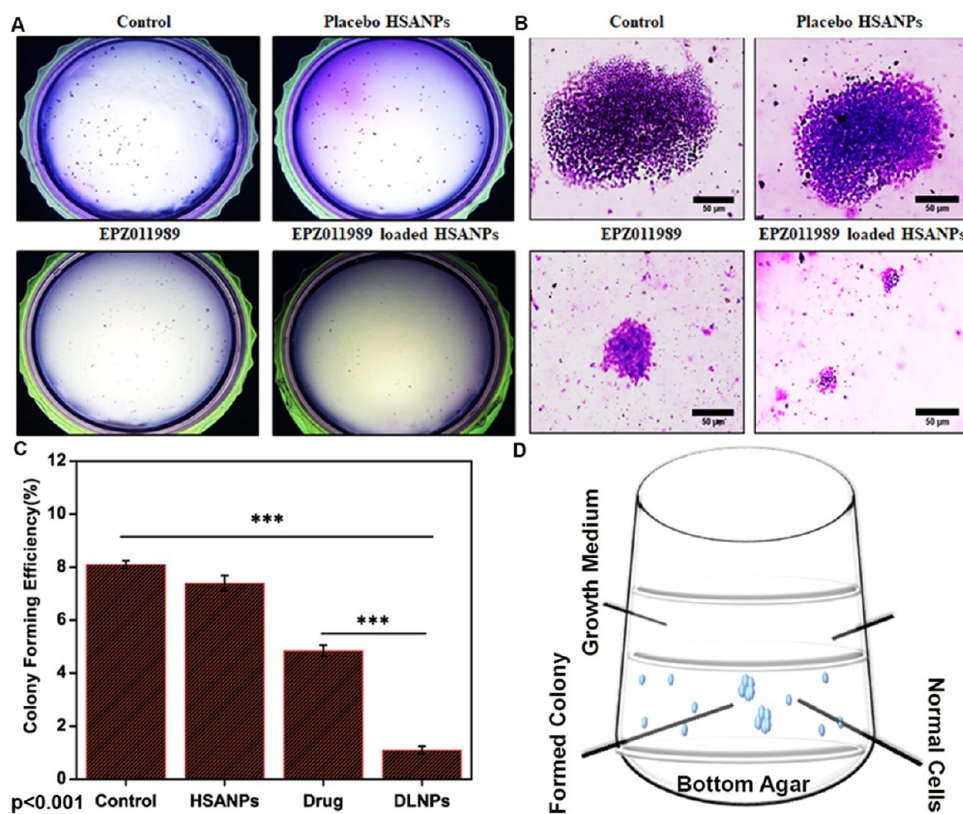 A
Control
Placebo HSANPs
EPZ011989
EPZ011989 loaded HSANPs
B
Control
Placebo HSANPs
50 µm
50 µm
EPZ011989
EPZ011989 loaded HSANPs
50 µm
50 µm
C
Colony Forming Efficiency(%)
12
10
8
6
4
2
0
***
***
p<0.001
Control
HSANPs
Drug
DLNPs
D
Growth Medium
Formed Colony
Normal Cells
Bottom Agar